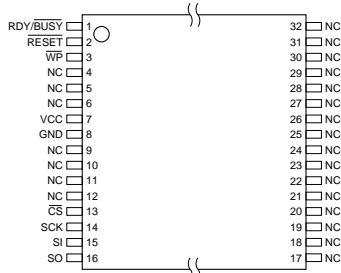 RDY/BUSY 1 32 NC
RESET 2 31 NC
WP 3 30 NC
NC 4 29 NC
NC 5 28 NC
NC 6 27 NC
VCC 7 26 NC
GND 8 25 NC
NC 9 24 NC
NC 10 23 NC
NC 11 22 NC
NC 12 21 NC
CS 13 20 NC
SCK 14 19 NC
SI 15 18 NC
SO 16 17 NC